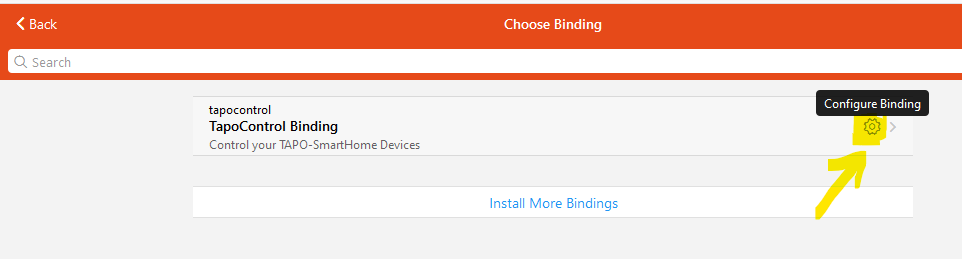 Back
Choose Binding
Search
tapocontrol
TapoControl Binding
Control your TAPO-SmartHome Devices
Configure Binding
Install More Bindings